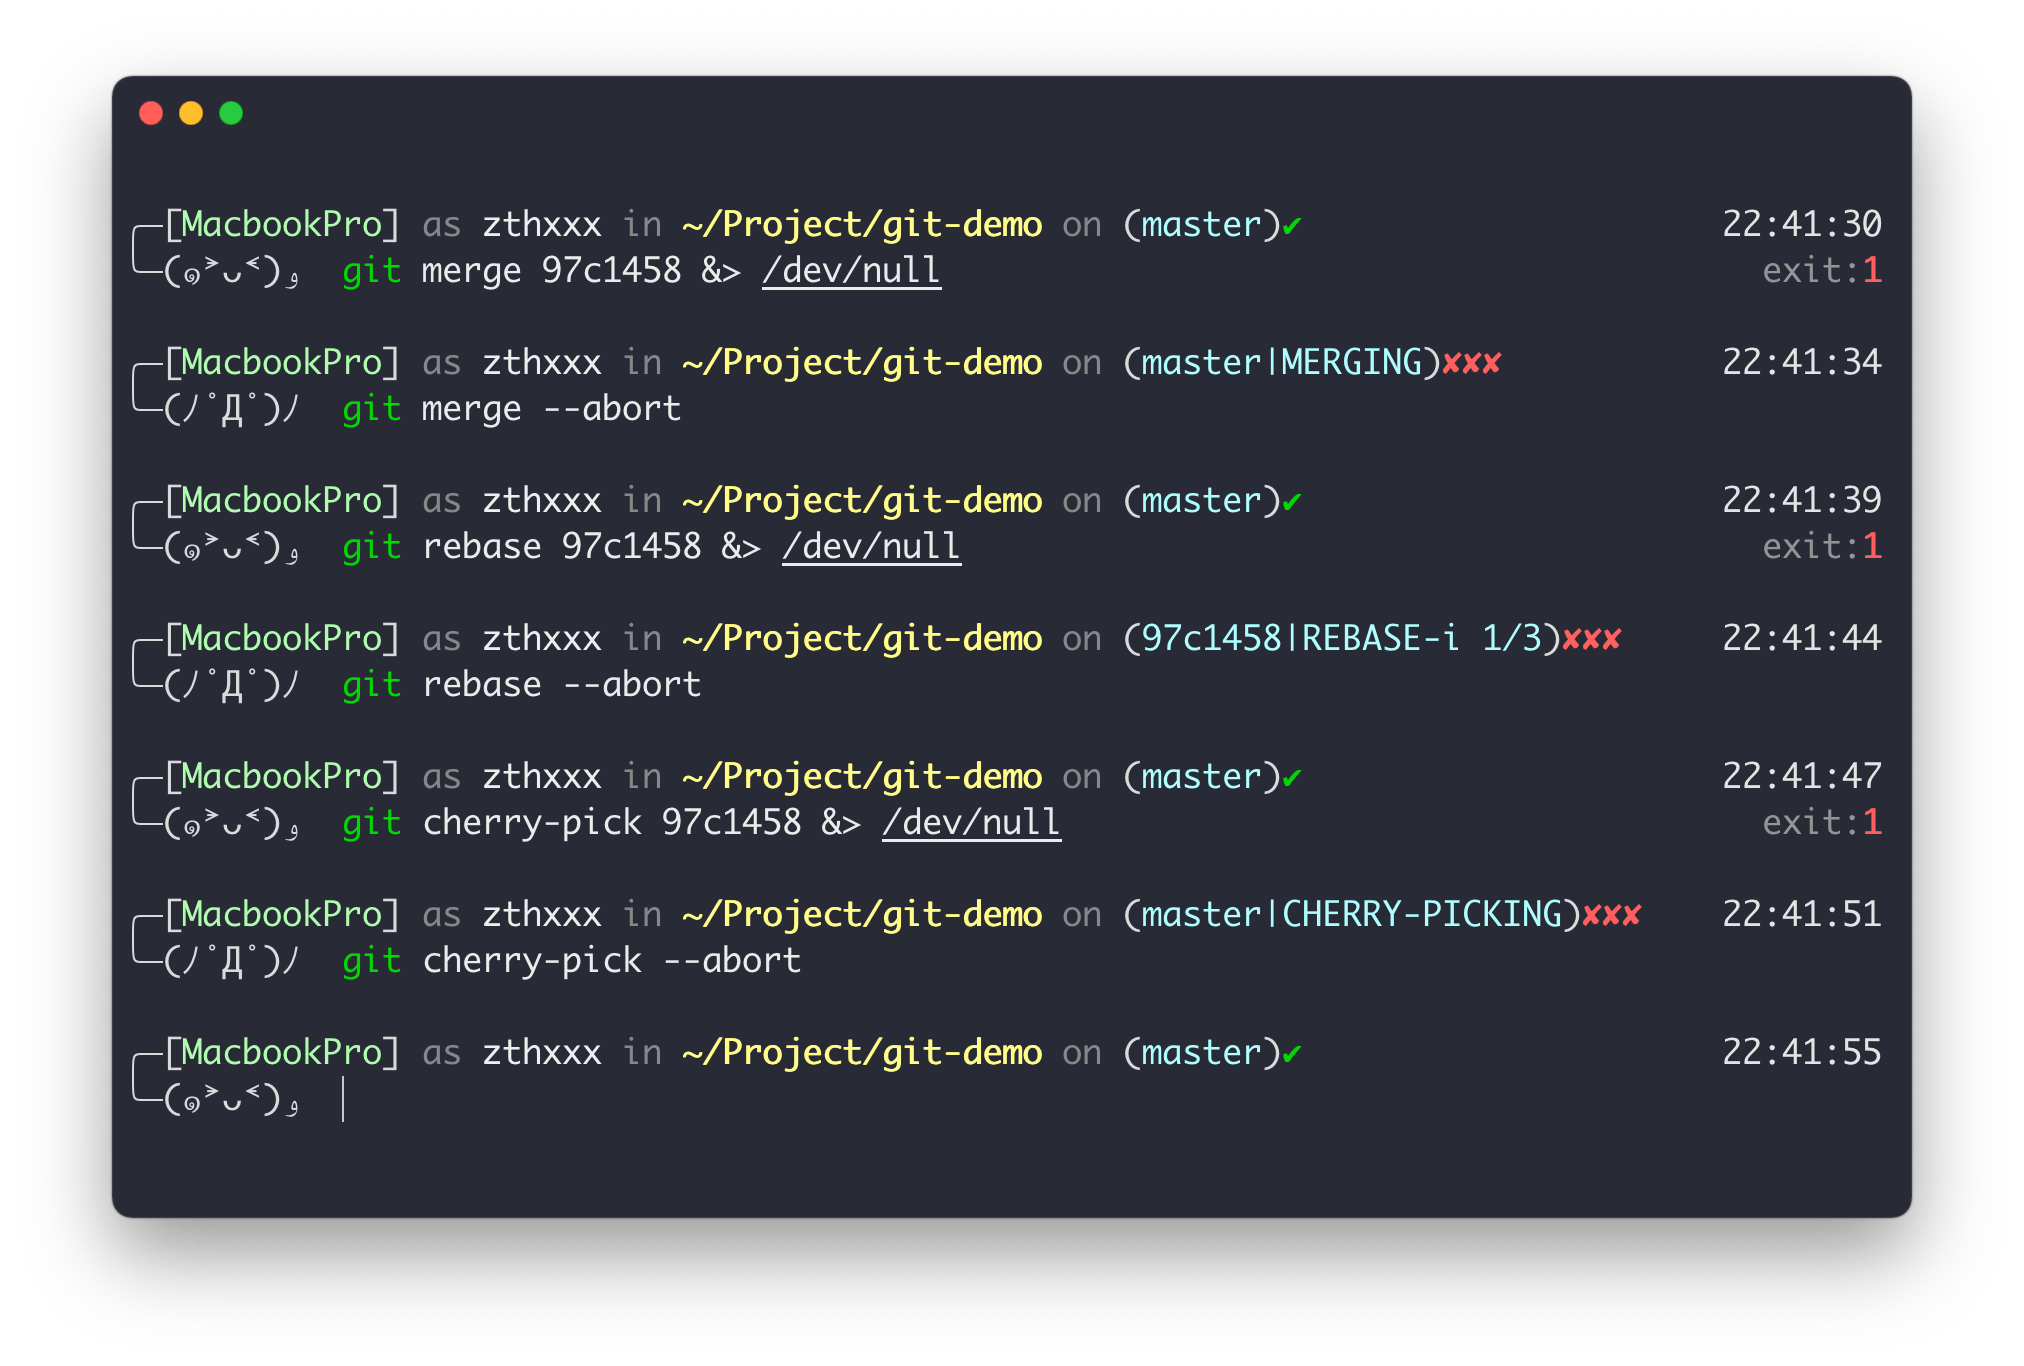 ╭─[MacbookPro] as zthxxx in ~/Project/git-demo on (master)✔ 22:41:30
╰─(๑˃̵ᴗ˂̵)و git merge 97c1458 &> /dev/null exit:1
╭─[MacbookPro] as zthxxx in ~/Project/git-demo on (master|MERGING)✘✘✘ 22:41:34
╰─(ﾉ˚Д˚)ﾉ git merge --abort
╭─[MacbookPro] as zthxxx in ~/Project/git-demo on (master)✔ 22:41:39
╰─(๑˃̵ᴗ˂̵)و git rebase 97c1458 &> /dev/null exit:1
╭─[MacbookPro] as zthxxx in ~/Project/git-demo on (97c1458|REBASE-i 1/3)✘✘✘ 22:41:44
╰─(ﾉ˚Д˚)ﾉ git rebase --abort
╭─[MacbookPro] as zthxxx in ~/Project/git-demo on (master)✔ 22:41:47
╰─(๑˃̵ᴗ˂̵)و git cherry-pick 97c1458 &> /dev/null exit:1
╭─[MacbookPro] as zthxxx in ~/Project/git-demo on (master|CHERRY-PICKING)✘✘✘ 22:41:51
╰─(ﾉ˚Д˚)ﾉ git cherry-pick --abort
╭─[MacbookPro] as zthxxx in ~/Project/git-demo on (master)✔ 22:41:55
╰─(๑˃̵ᴗ˂̵)و